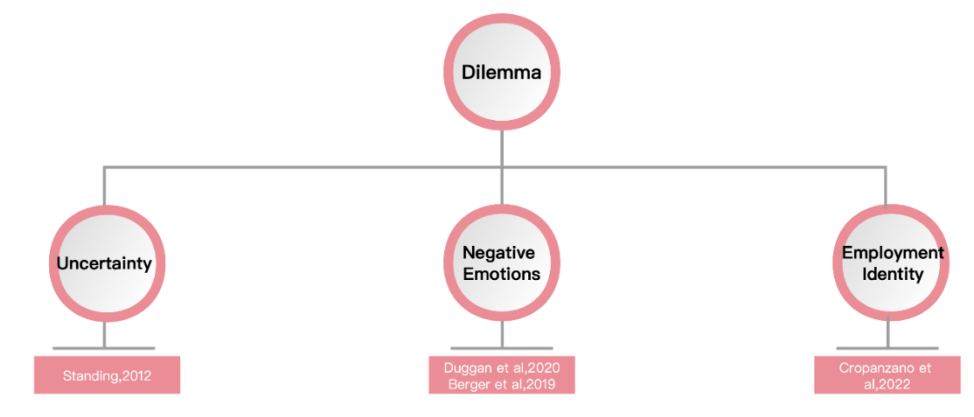 Dilemma
Uncertainty
Negative
Emotions
Employment
Identity
Standing,2012
Duggan et al,2020
Berger et al,2019
Cropanzano et
al,2022